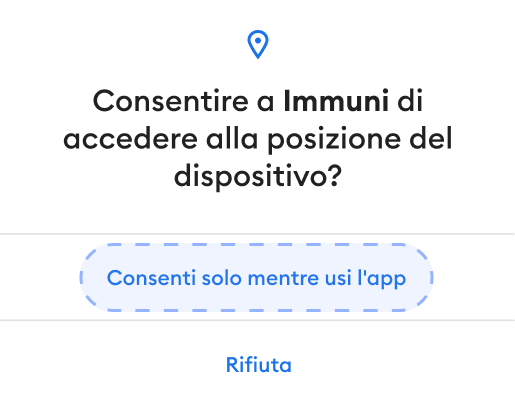 Consentire a Immuni di
accedere alla posizione del
dispositivo?
Consenti solo mentre usi l'app
Rifiuta